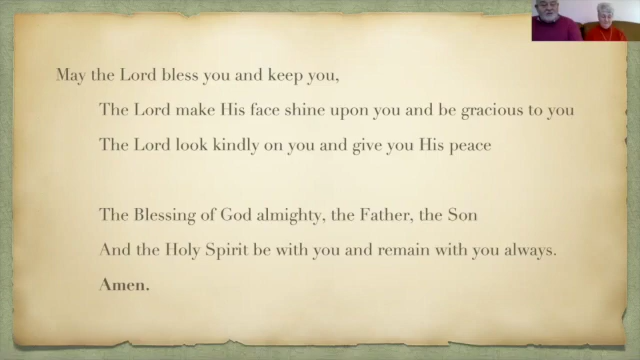 May the Lord bless you and keep you,
The Lord make His face shine upon you and be gracious to you
The Lord look kindly on you and give you His peace
The Blessing of God almighty, the Father, the Son
And the Holy Spirit be with you and remain with you always.
Amen.